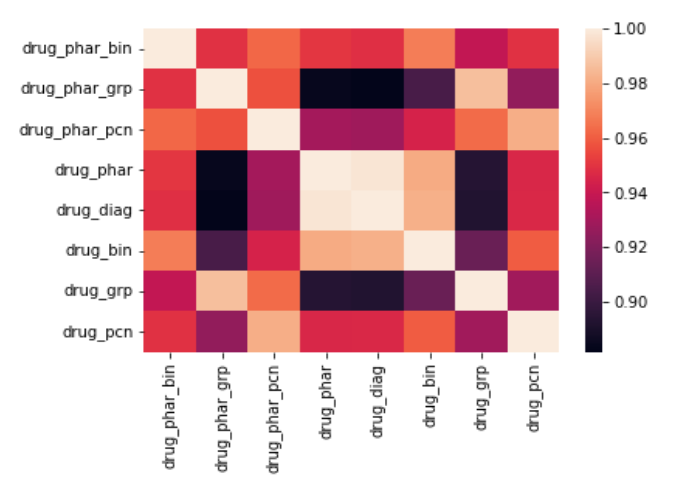 drug_phar_bin
drug_phar_grp
drug_phar_pcn
drug_phar
drug_diag
drug_bin
drug_grp
drug_pcn
drug_phar_bin
drug_phar_grp
drug_phar_pcn
drug_phar
drug_diag
drug_bin
drug_grp
drug_pcn
1.00
0.98
0.96
0.94
0.92
0.90